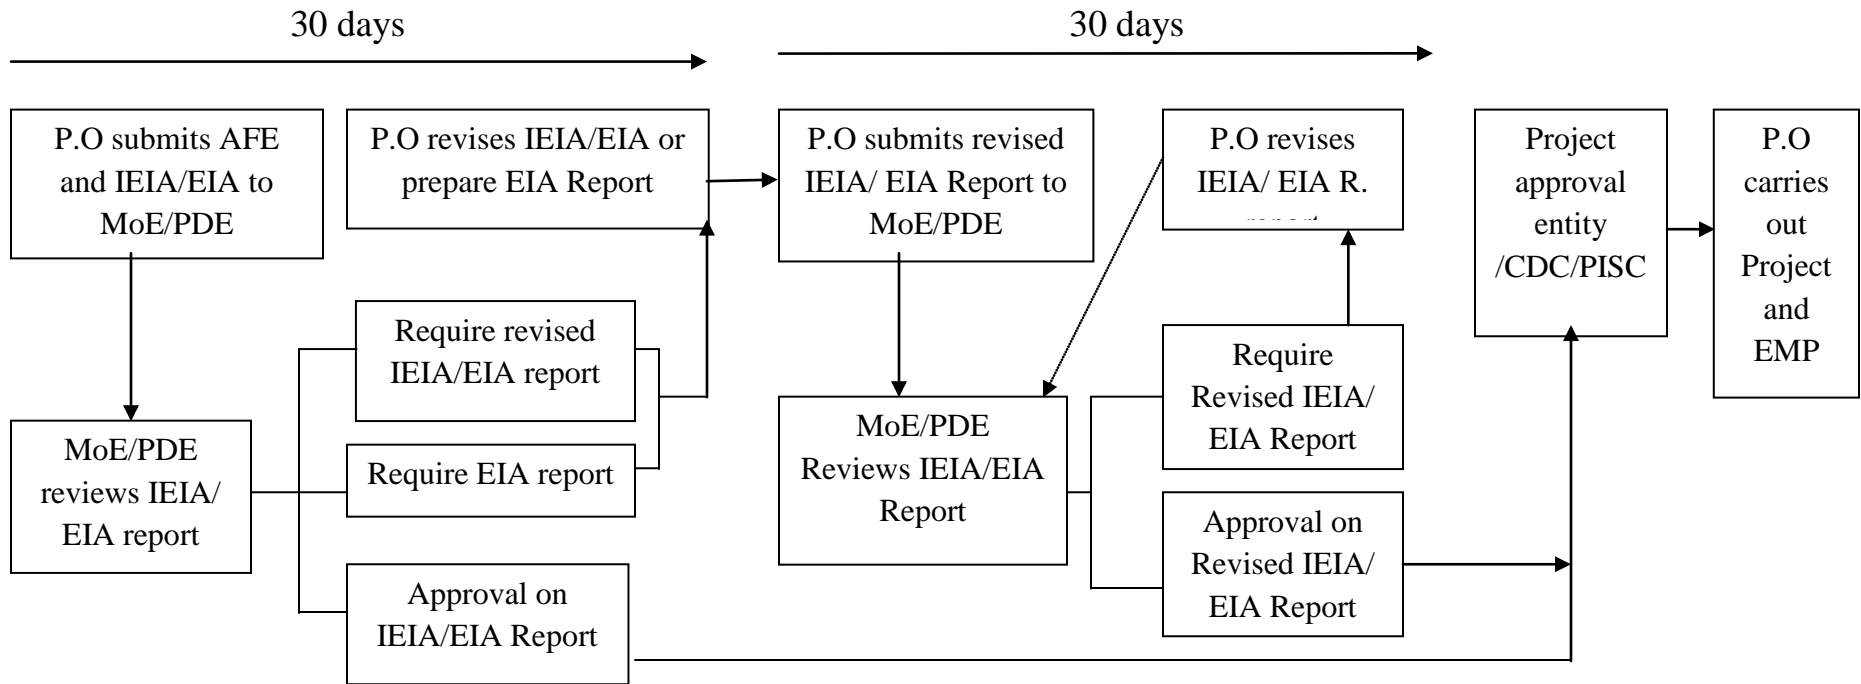 30 days
30 days
P.O submits AFE
and IEIA/EIA to
MoE/PDE
P.O revises IEIA/EIA or
prepare EIA Report
P.O submits revised
IEIA/ EIA Report to
MoE/PDE
P.O revises
IEIA/ EIA R.
Project
approval
entity
/CDC/PISC
P.O
carries
out
Project
and
EMP
Require revised
IEIA/EIA report
Require EIA report
MoE/PDE
reviews IEIA/
EIA report
Approval on
IEIA/EIA Report
MoE/PDE
Reviews IEIA/EIA
Report
Require
Revised IEIA/
EIA Report
Approval on
Revised IEIA/
EIA Report